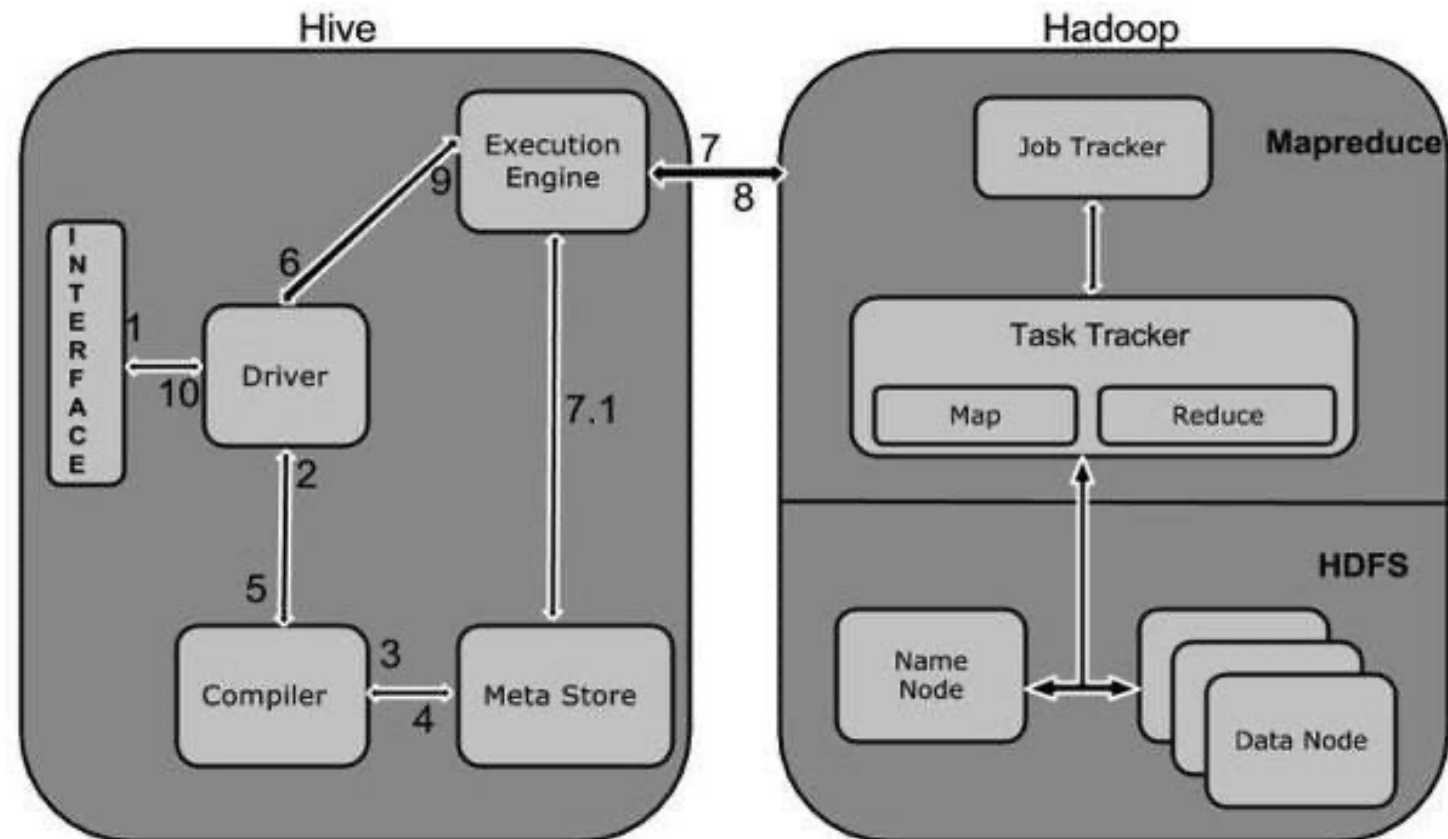 Hive
Hadoop
Execution
Engine
Job Tracker
Mapreduce
7
8
9
6
INTERFACE
1
10
Driver
Task Tracker
Map
Reduce
7.1
2
5
HDFS
3
4
Compiler
Meta Store
Name
Node
Data Node